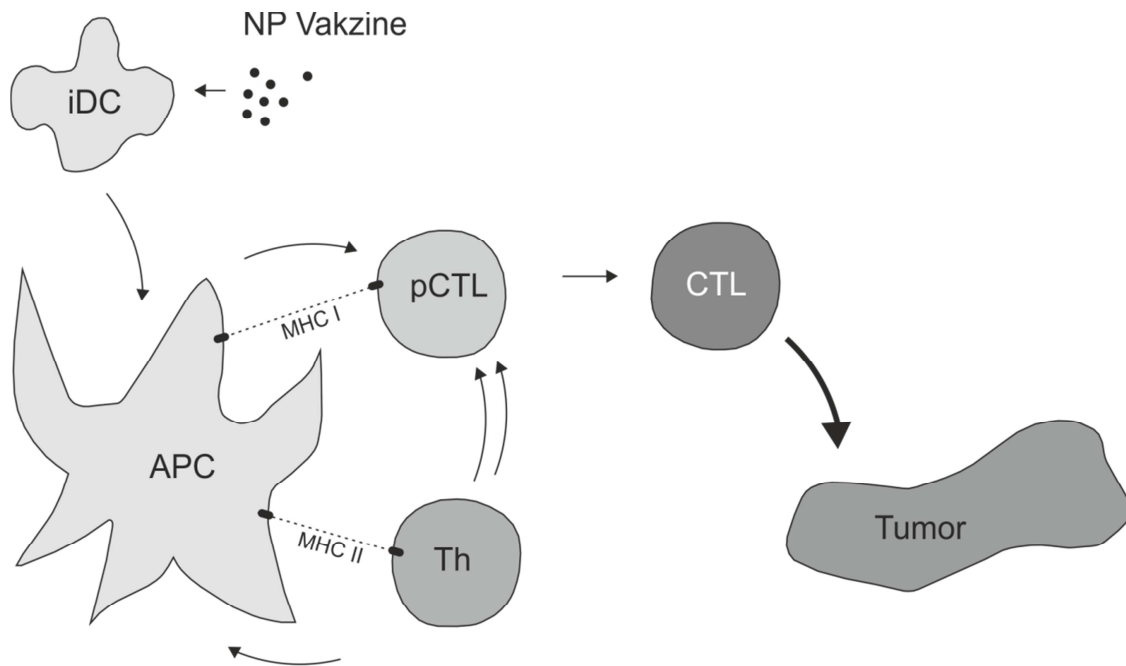 NP Vakzine
iDC
pCTL
CTL
MHC I
APC
MHC II
Th
Tumor